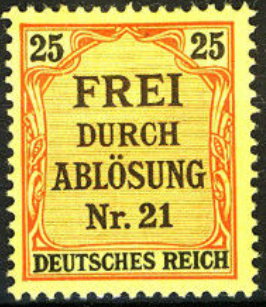 25 25
FREI
DURCH
ABLÖSUNG
Nr. 21
DEUTSCHES REICH